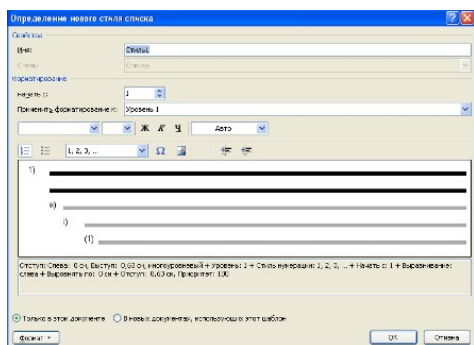 Определение нового стиля списка
Свойства
Имя: Стиль1
Стиль: Список
Форматирование
Начать с: 1
Применить форматирование к: Уровень 1
Ж К Ч Авто
1, 2, 3, ... Ω
1)
a)
i)
(1)
Отступ: Слева: 0 см, Выступ: 0,63 см, многоуровневый + Уровень: 1 + Стиль нумерации: 1, 2, 3, ... + Начать с: 1 + Выравнивание:
слева + Выровнять по: 0 см + Отступ: 0,63 см, Приоритет: 100
Только в этом документе В новых документах, использующих этот шаблон
Формат ОК Отмена